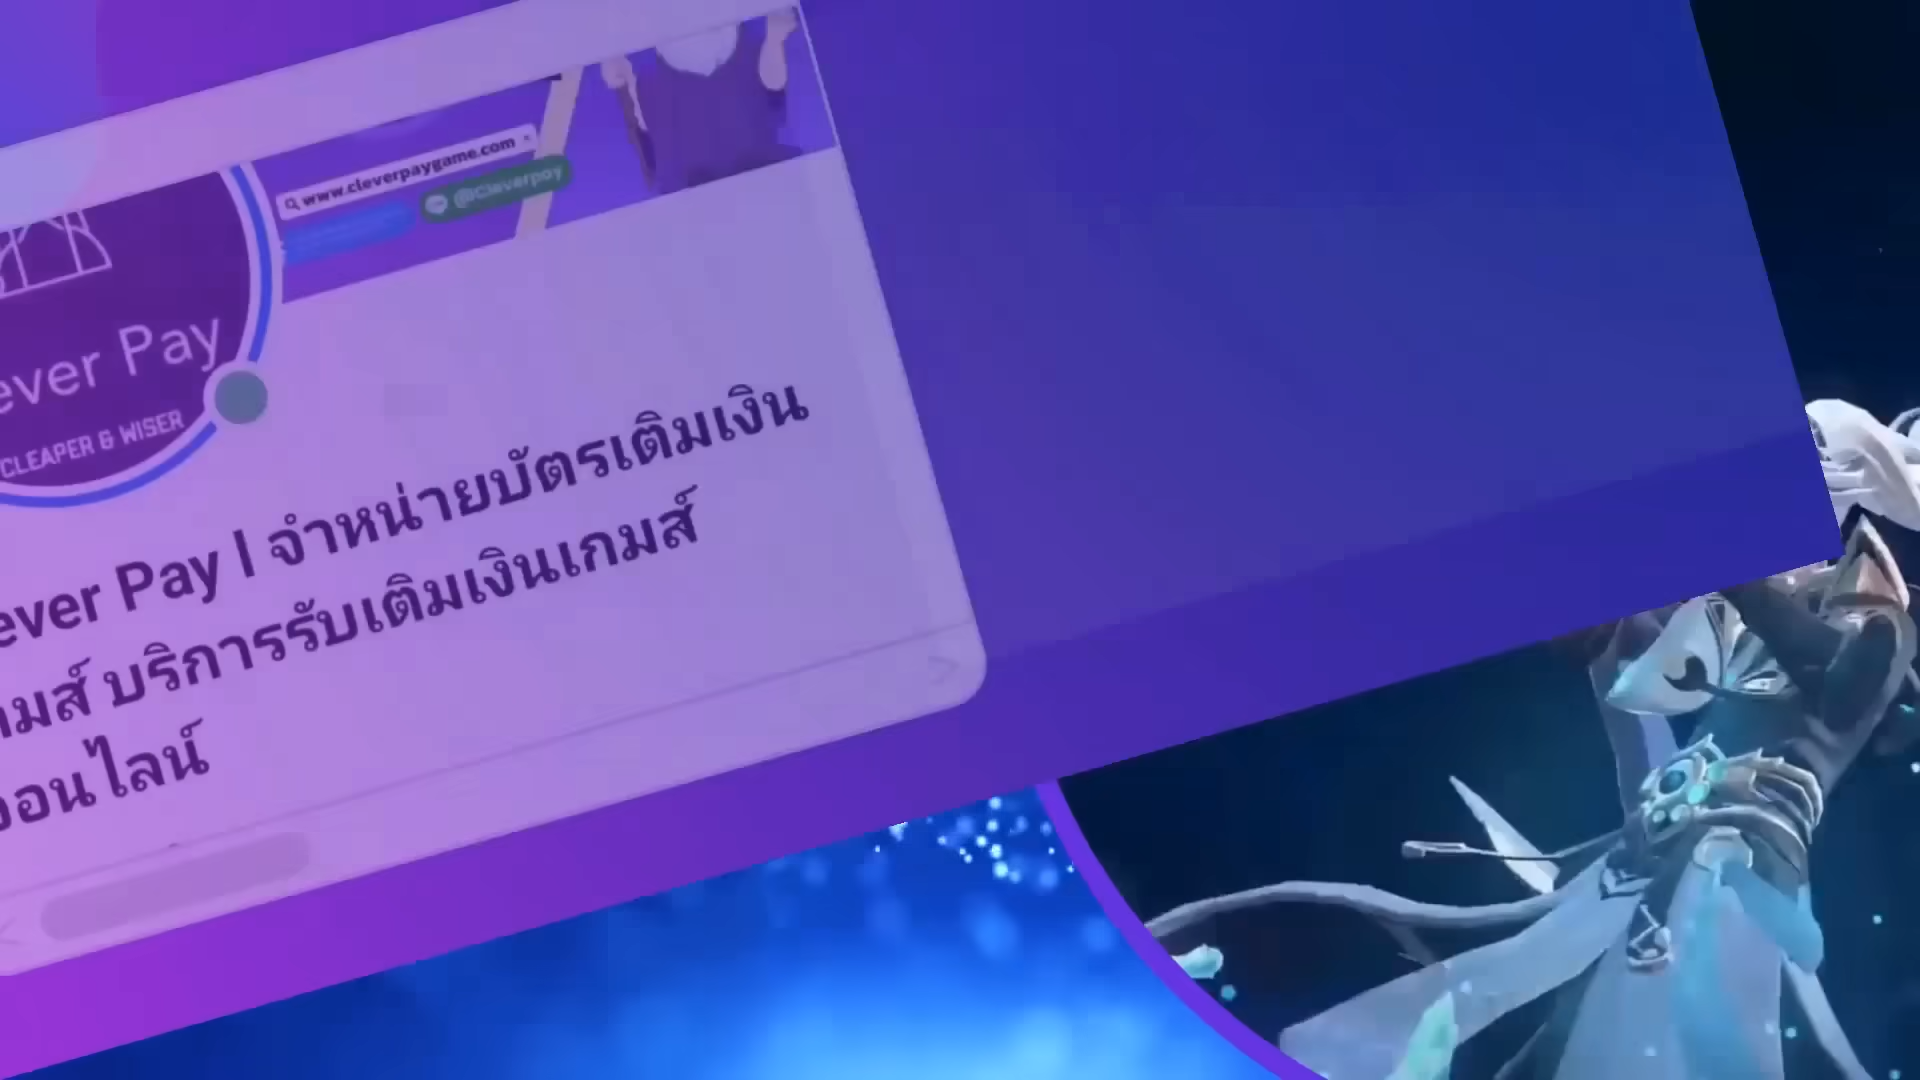 www.cleverpaygame.com
@Cleverpay
ever Pay
CLEAPER & WISER
ever Pay l จำหน่ายบัตรเติมเงิน
กมส์ บริการรับเติมเงินเกมส์
ออนไลน์